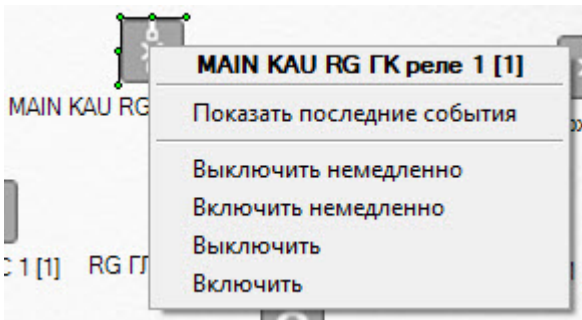 MAIN KAU RG ГК реле 1 [1]
MAIN KAU RG
Показать последние события
Выключить немедленно
Включить немедленно
Выключить
1 [1] RG
Включить